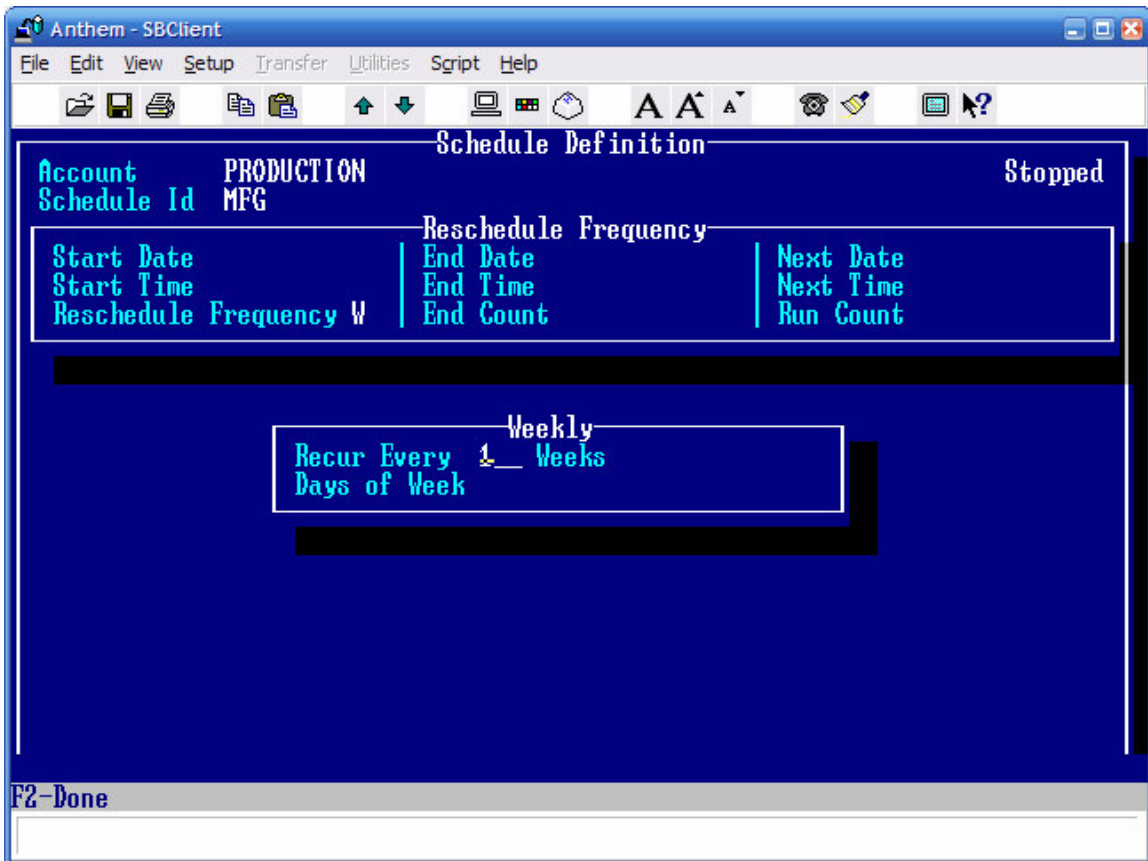 Anthem - SBClient
File Edit View Setup Transfer Utilities Script Help
A A A ?
Schedule Definition
Account PRODUCTION Stopped
Schedule Id MFG
Reschedule Frequency
Start Date End Date Next Date
Start Time End Time Next Time
Reschedule Frequency W End Count Run Count
Weekly
Recur Every 1__ Weeks
Days of Week
F2-Done